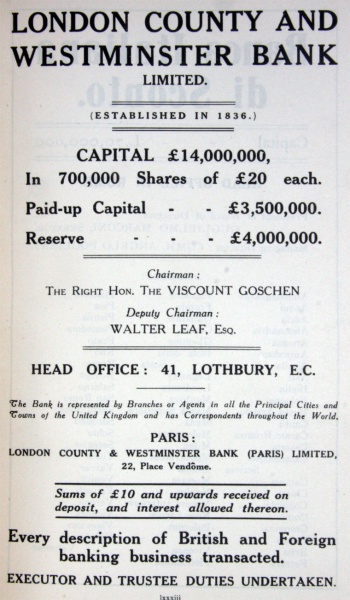 LONDON COUNTY AND
WESTMINSTER BANK
LIMITED.
(ESTABLISHED IN 1836.)
CAPITAL £14,000,000,
In 700,000 Shares of £20 each.
Paid-up Capital - - £3,500,000.
Reserve - - - £4,000,000.
Chairman :
THE RIGHT HON. THE VISCOUNT GOSCHEN
Deputy Chairman :
WALTER LEAF, ESQ.
HEAD OFFICE : 41, LOTHBURY, E.C.
The Bank is represented by Branches or Agents in all the Principal Cities and
Towns of the United Kingdom and has Correspondents throughout the World.
PARIS :
LONDON COUNTY & WESTMINSTER BANK (PARIS) LIMITED,
22, Place Vendôme.
Sums of £10 and upwards received on
deposit, and interest allowed thereon.
Every description of British and Foreign
banking business transacted.
EXECUTOR AND TRUSTEE DUTIES UNDERTAKEN.
lxxxiii